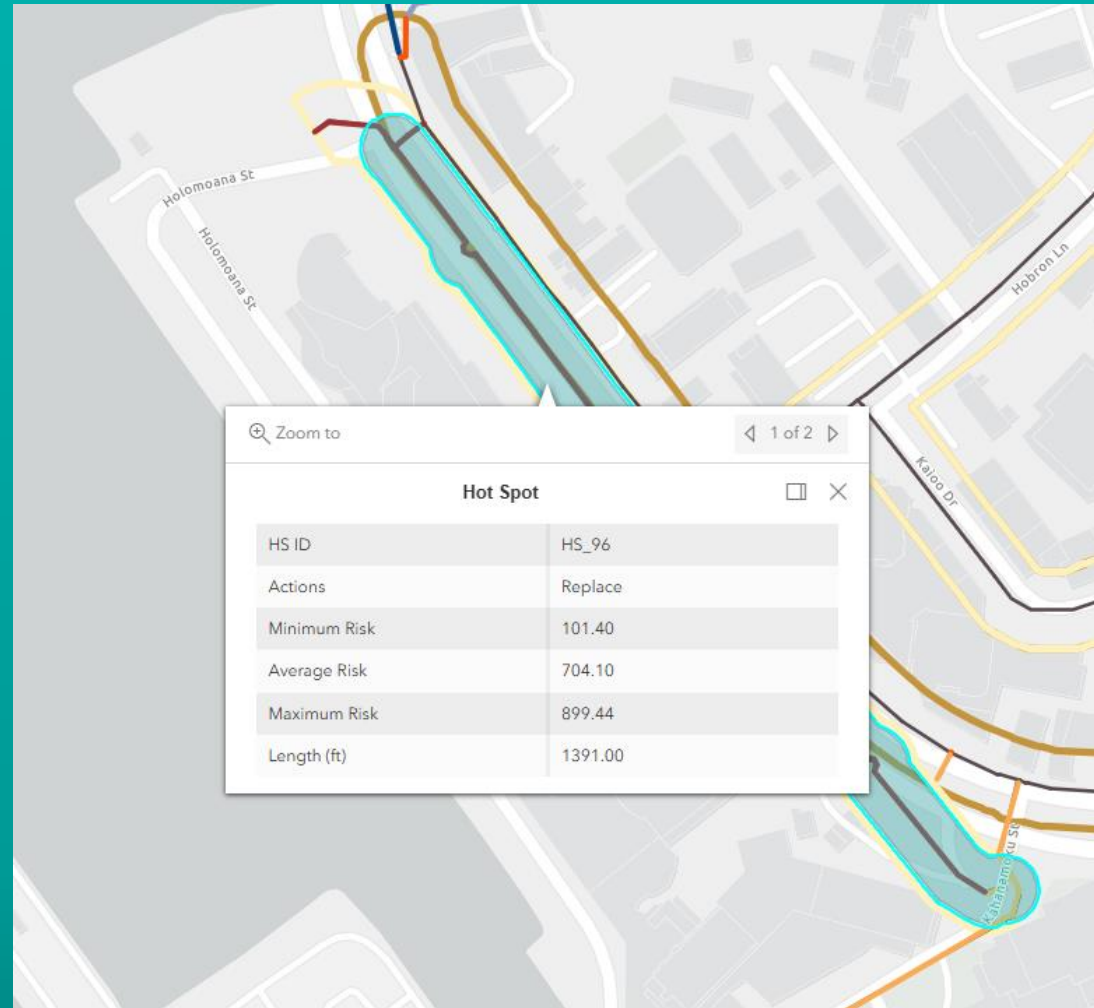 Holomoana St
Holomoana St
Hobron Ln
Zoom to
1 of 2
Kaioo Dr
Hot Spot
HS ID HS_96
Actions Replace
Minimum Risk 101.40
Average Risk 704.10
Maximum Risk 899.44
Length (ft) 1391.00
Kahanamoku St